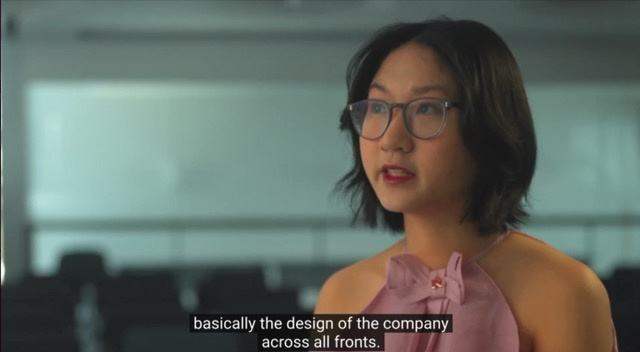 basically the design of the company
across all fronts.